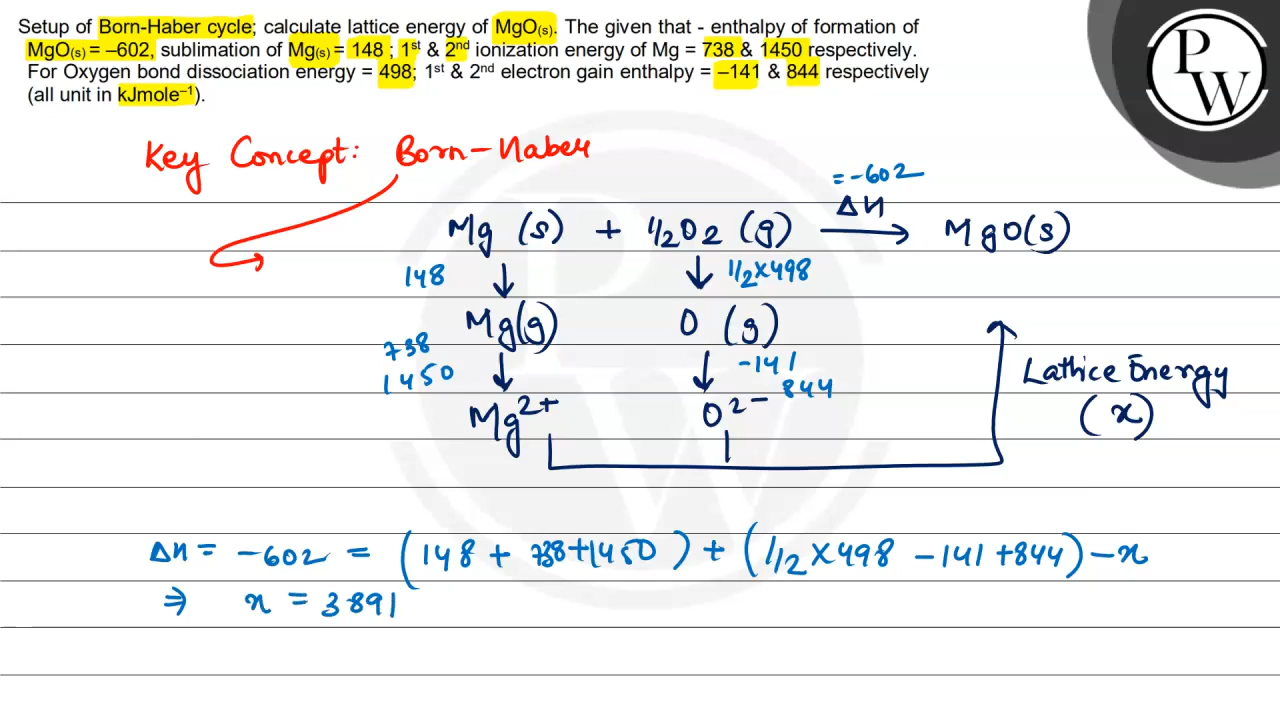 Setup of Born-Haber cycle; calculate lattice energy of MgO(s). The given that - enthalpy of formation of
MgO(s) = –602, sublimation of Mg(s) = 148 ; 1st & 2nd ionization energy of Mg = 738 & 1450 respectively.
For Oxygen bond dissociation energy = 498; 1st & 2nd electron gain enthalpy = –141 & 844 respectively
(all unit in kJmole–1).
P
W
Key Concept: Born-Haber
= -602
ΔH
Mg (s) + 1/2O2 (g) → MgO(s)
148 ↓ ↓ 1/2×498
Mg(g) O (g)
738
1450 ↓ ↓ -141
844
Mg2+ O2-
Lattice Energy
(x)
ΔH = -602 = (148 + 738+1450) + (1/2 × 498 - 141 + 844) - x
⇒ x = 3891